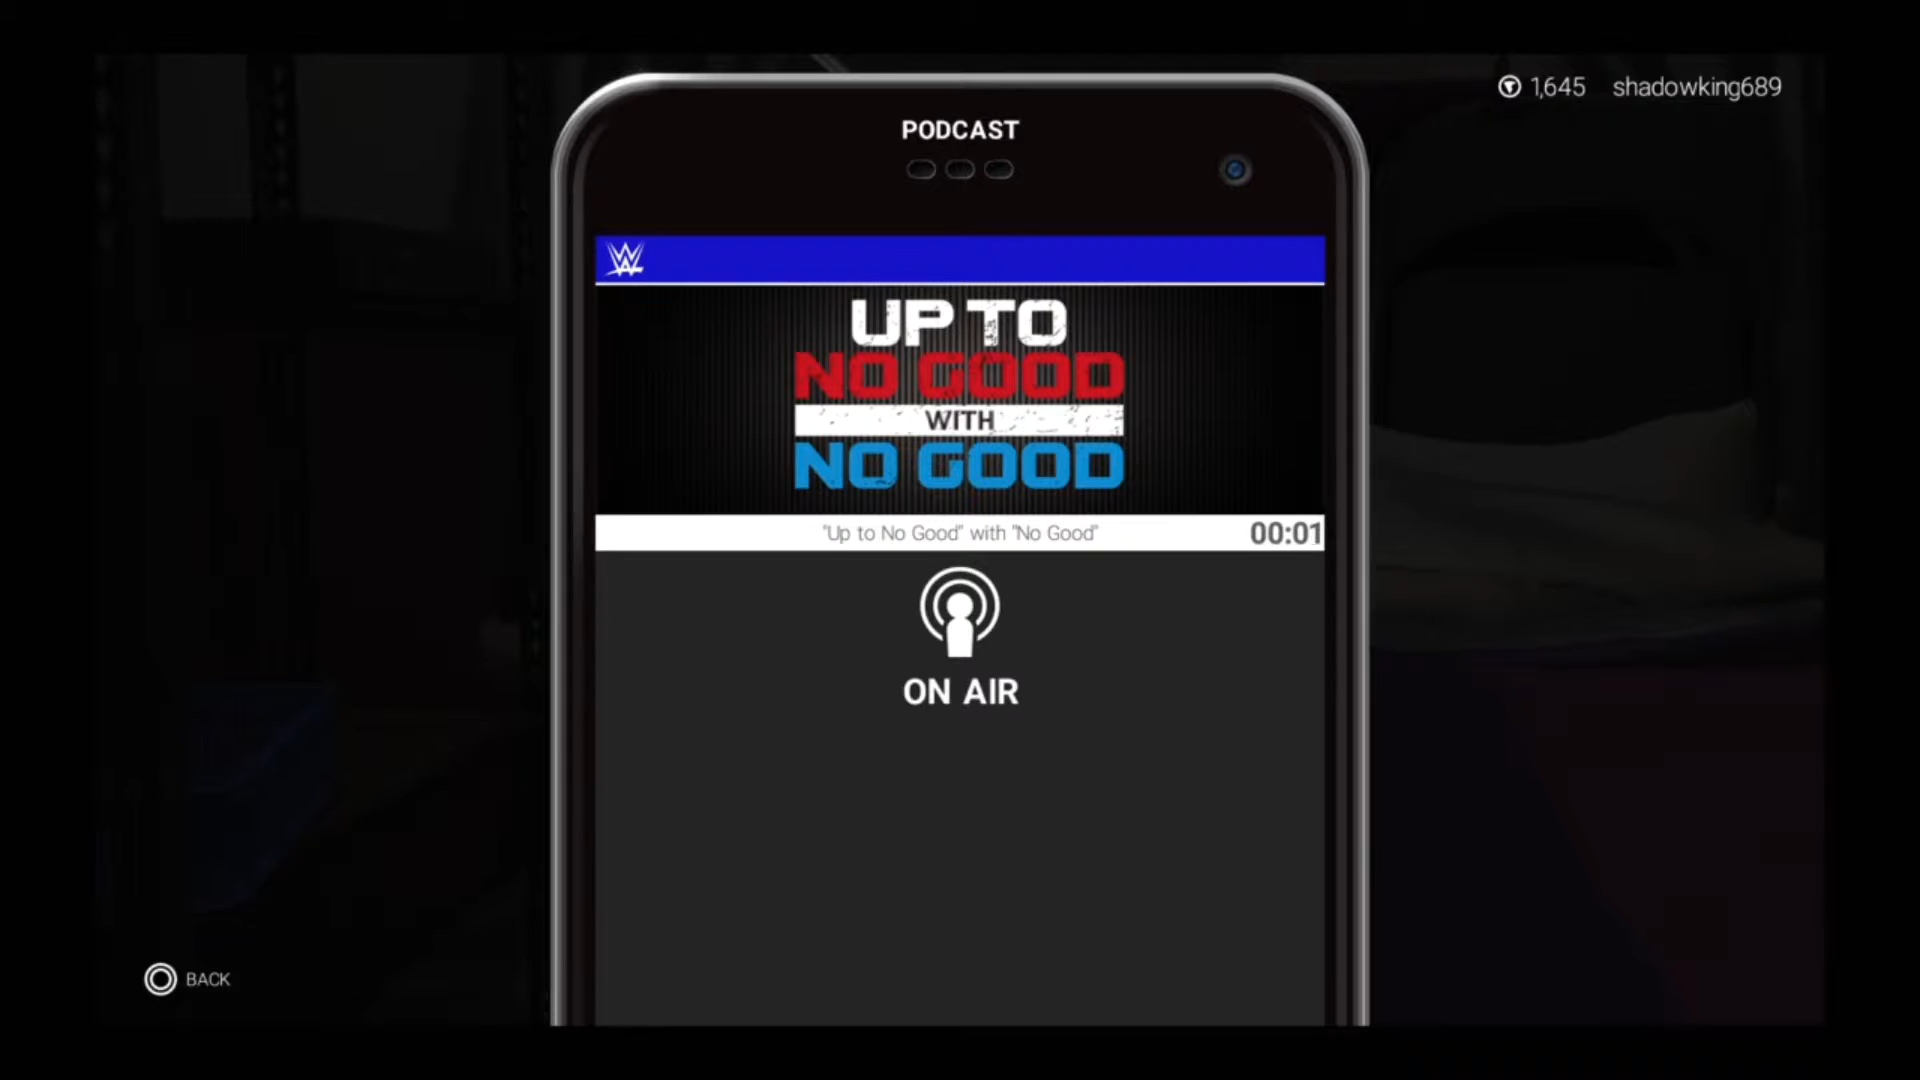 1,645 shadowking689
PODCAST
W
UP TO
NO GOOD
WITH
NO GOOD
"Up to No Good" with "No Good" 00:01
ON AIR
BACK